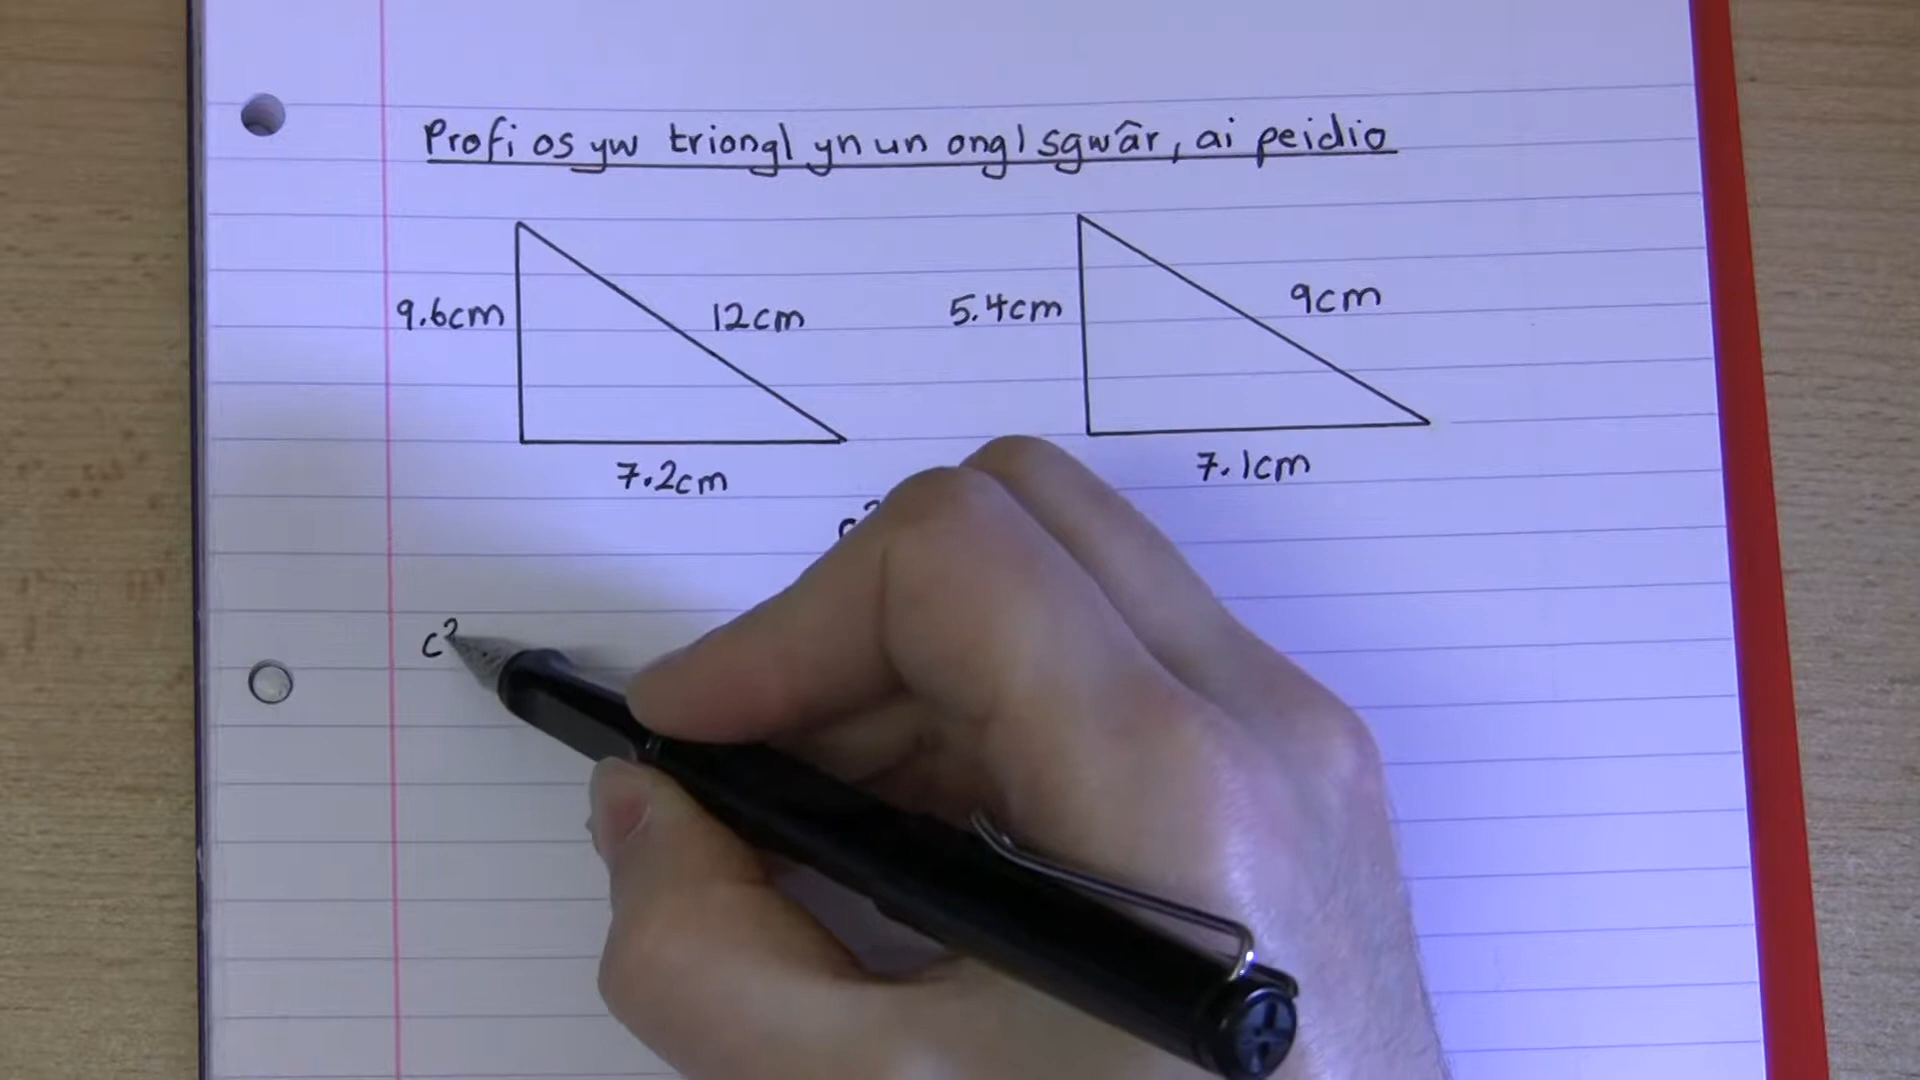 Profi os yw triongl yn un ongl sgwâr, ai peidio
9.6cm
12cm
7.2cm
5.4cm
9cm
7.1cm
c²